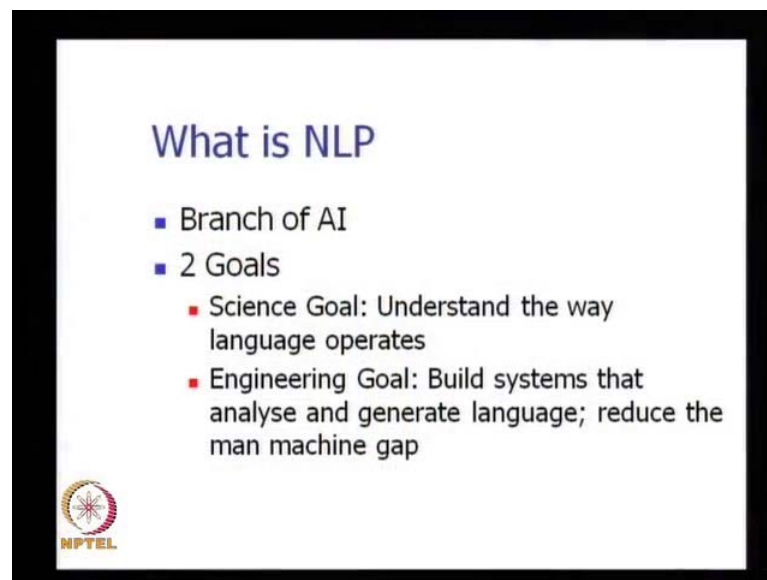 What is NLP
Branch of AI
2 Goals
Science Goal: Understand the way
language operates
Engineering Goal: Build systems that
analyse and generate language; reduce the
man machine gap
NPTEL